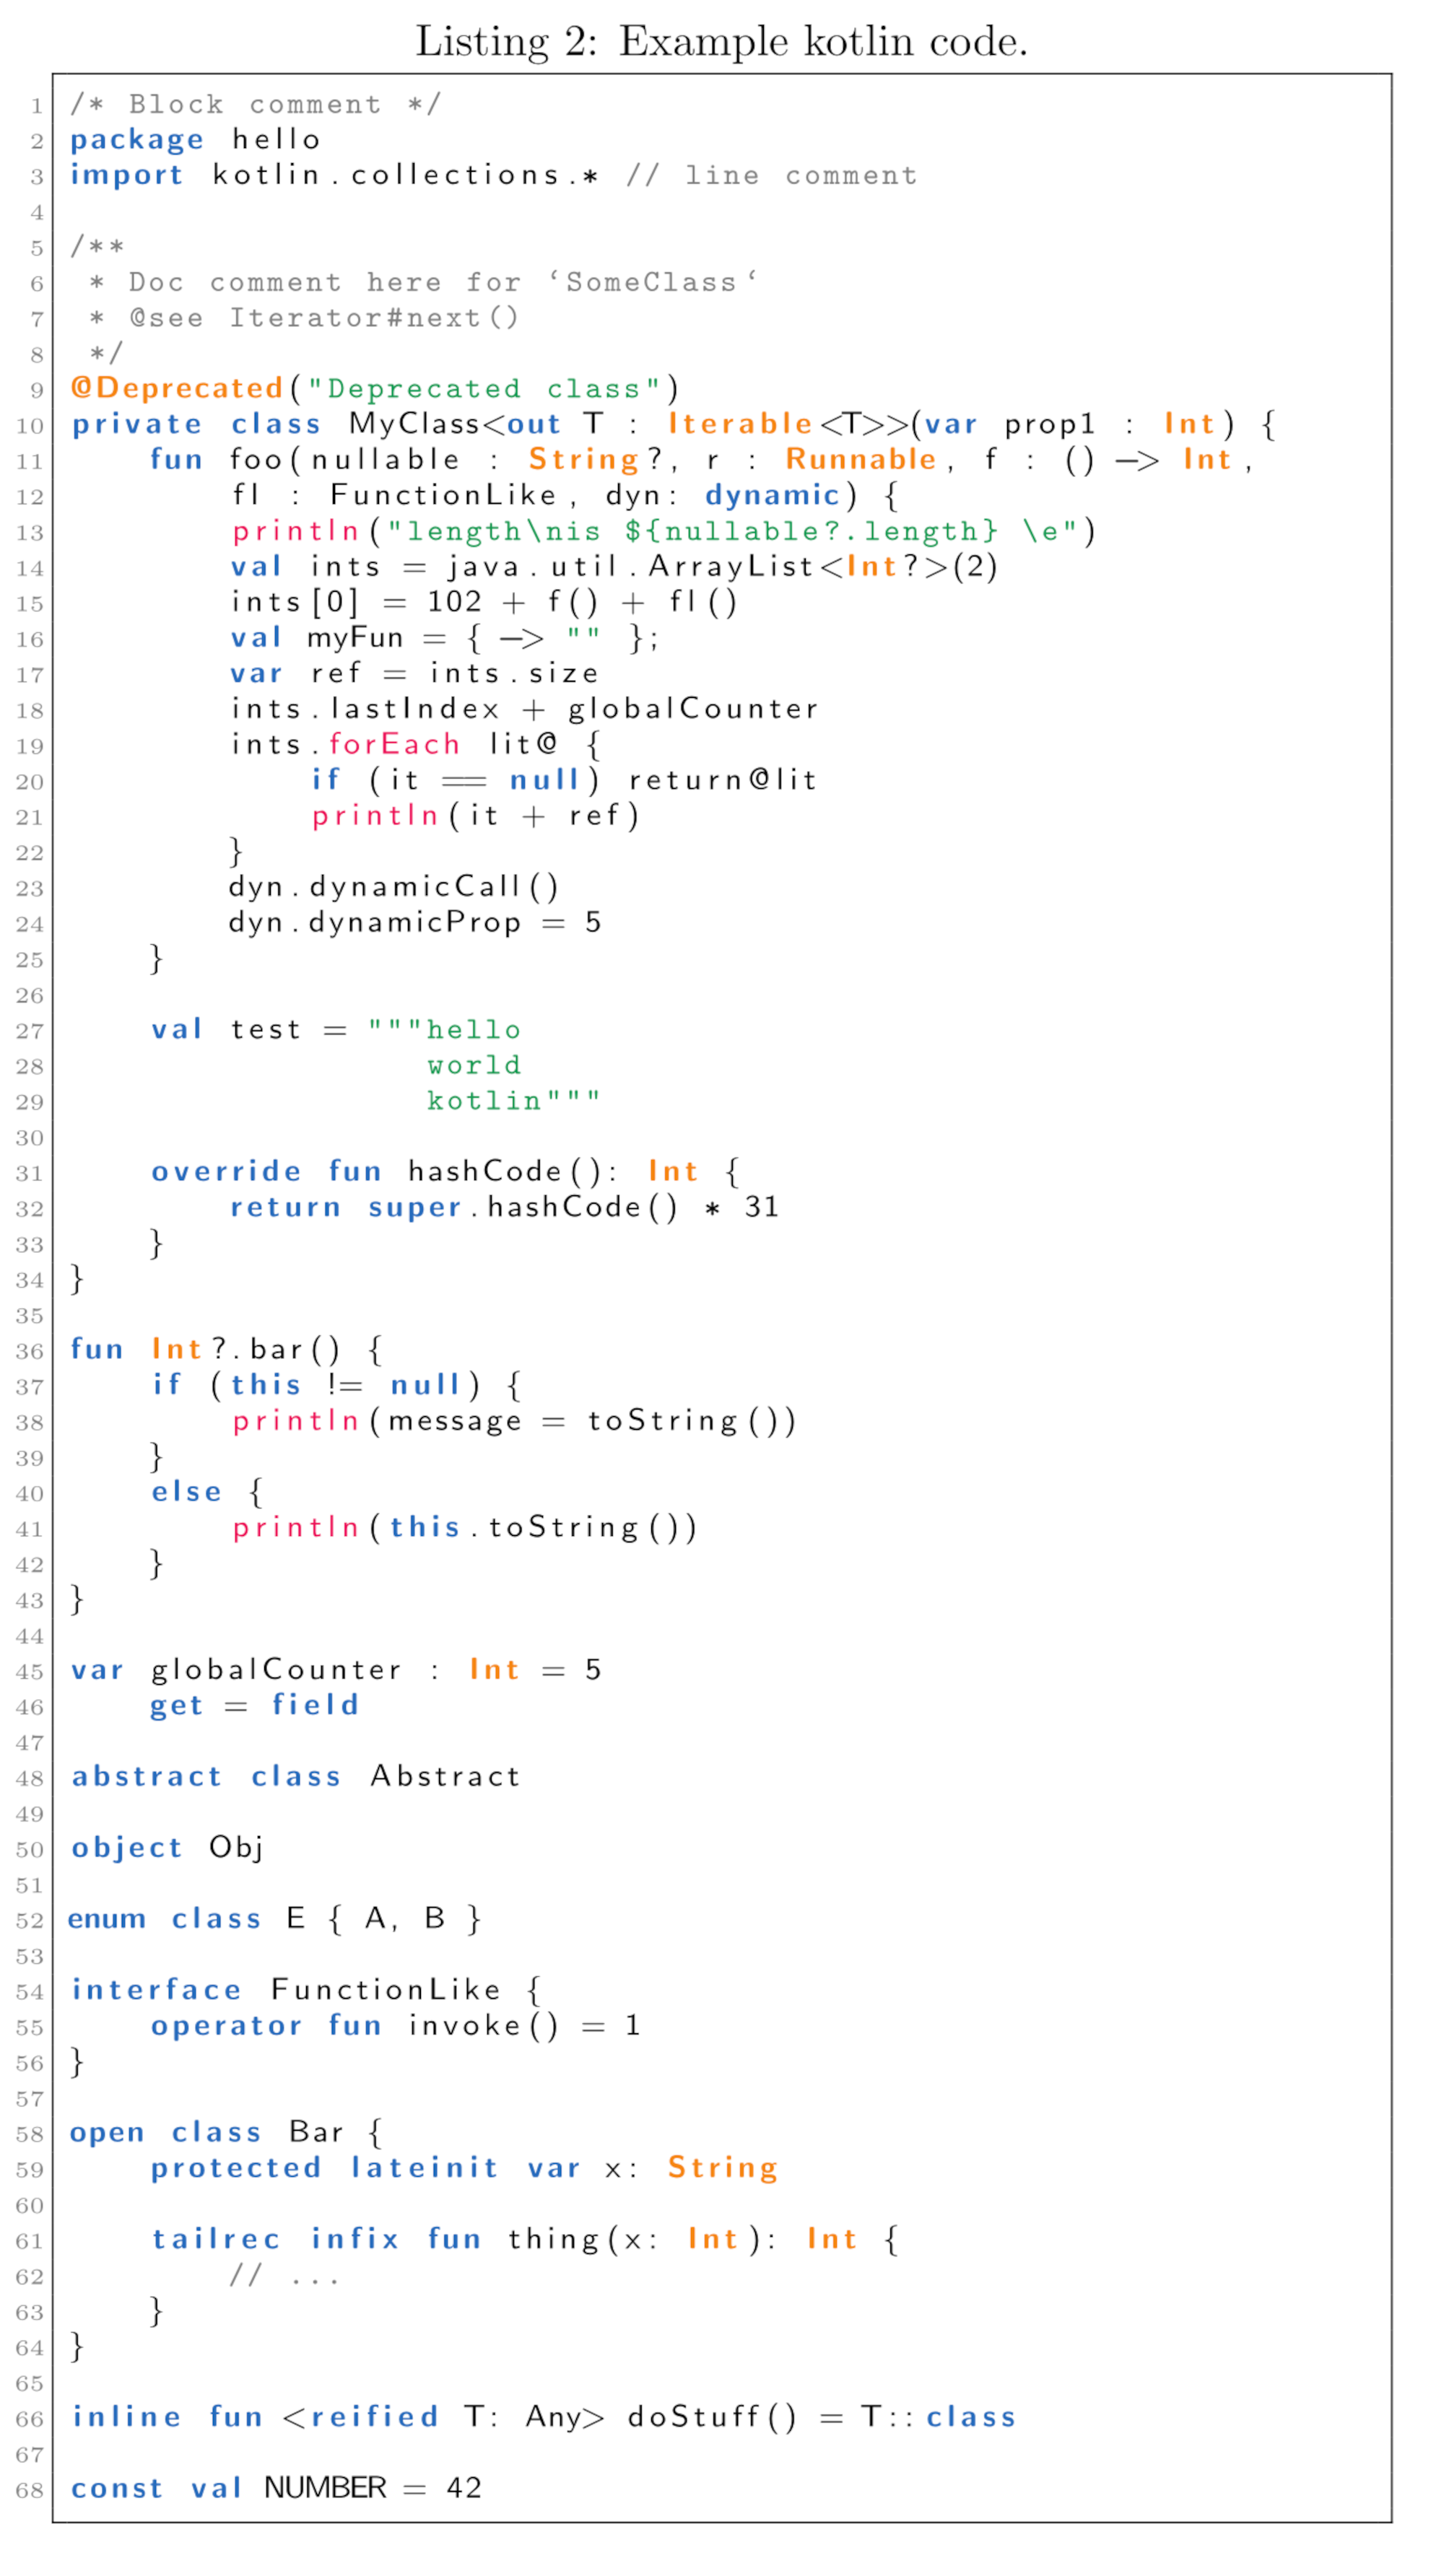 Listing 2: Example kotlin code.
1 /* Block comment */
2 package hello
3 import kotlin.collections.* // line comment
4
5 /**
6  * Doc comment here for ‘SomeClass‘
7  * @see Iterator#next()
8  */
9 @Deprecated("Deprecated class")
10 private class MyClass<out T : Iterable<T>>(var prop1 : Int) {
11     fun foo(nullable : String?, r : Runnable, f : () -> Int,
12         fl : FunctionLike, dyn: dynamic) {
13         println("length\nis ${nullable?.length} \e")
14         val ints = java.util.ArrayList<Int?>(2)
15         ints[0] = 102 + f() + fl()
16         val myFun = { -> "" };
17         var ref = ints.size
18         ints.lastIndex + globalCounter
19         ints.forEach lit@ {
20             if (it == null) return@lit
21             println(it + ref)
22         }
23         dyn.dynamicCall()
24         dyn.dynamicProp = 5
25     }
26
27     val test = """hello
28                   world
29                   kotlin"""
30
31     override fun hashCode(): Int {
32         return super.hashCode() * 31
33     }
34 }
35
36 fun Int?.bar() {
37     if (this != null) {
38         println(message = toString())
39     }
40     else {
41         println(this.toString())
42     }
43 }
44
45 var globalCounter : Int = 5
46     get = field
47
48 abstract class Abstract
49
50 object Obj
51
52 enum class E { A, B }
53
54 interface FunctionLike {
55     operator fun invoke() = 1
56 }
57
58 open class Bar {
59     protected lateinit var x: String
60
61     tailrec infix fun thing(x: Int): Int {
62         // ...
63     }
64 }
65
66 inline fun <reified T: Any> doStuff() = T::class
67
68 const val NUMBER = 42